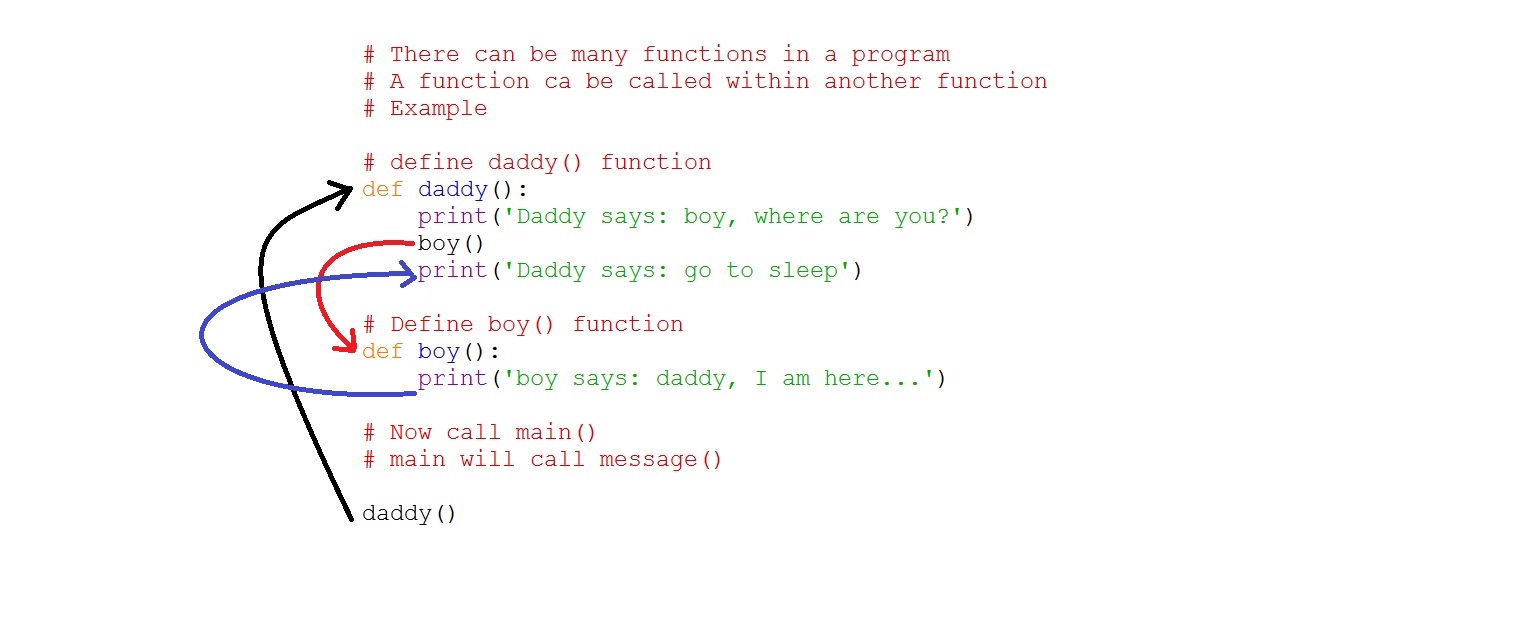 # There can be many functions in a program
# A function ca be called within another function
# Example
# define daddy() function
def daddy():
    print('Daddy says: boy, where are you?')
    boy()
    print('Daddy says: go to sleep')
# Define boy() function
def boy():
    print('boy says: daddy, I am here...')
# Now call main()
# main will call message()
daddy()